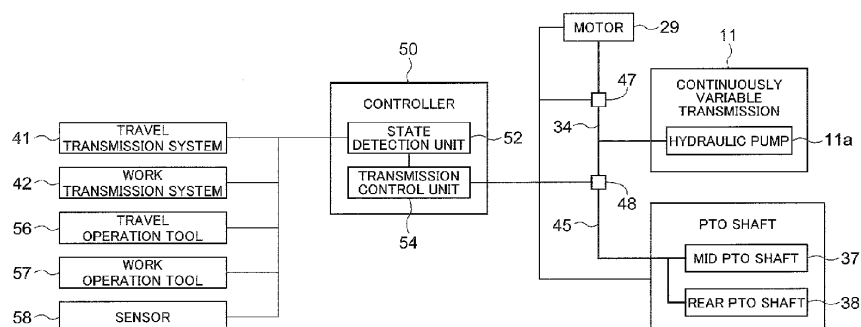 41
TRAVEL
TRANSMISSION SYSTEM
42
WORK
TRANSMISSION SYSTEM
56
TRAVEL
OPERATION TOOL
57
WORK
OPERATION TOOL
58
SENSOR
50
CONTROLLER
STATE
DETECTION UNIT
52
TRANSMISSION
CONTROL UNIT
54
MOTOR
29
47
34
48
45
11
CONTINUOUSLY
VARIABLE
TRANSMISSION
HYDRAULIC PUMP
11a
PTO SHAFT
MID PTO SHAFT
37
REAR PTO SHAFT
38